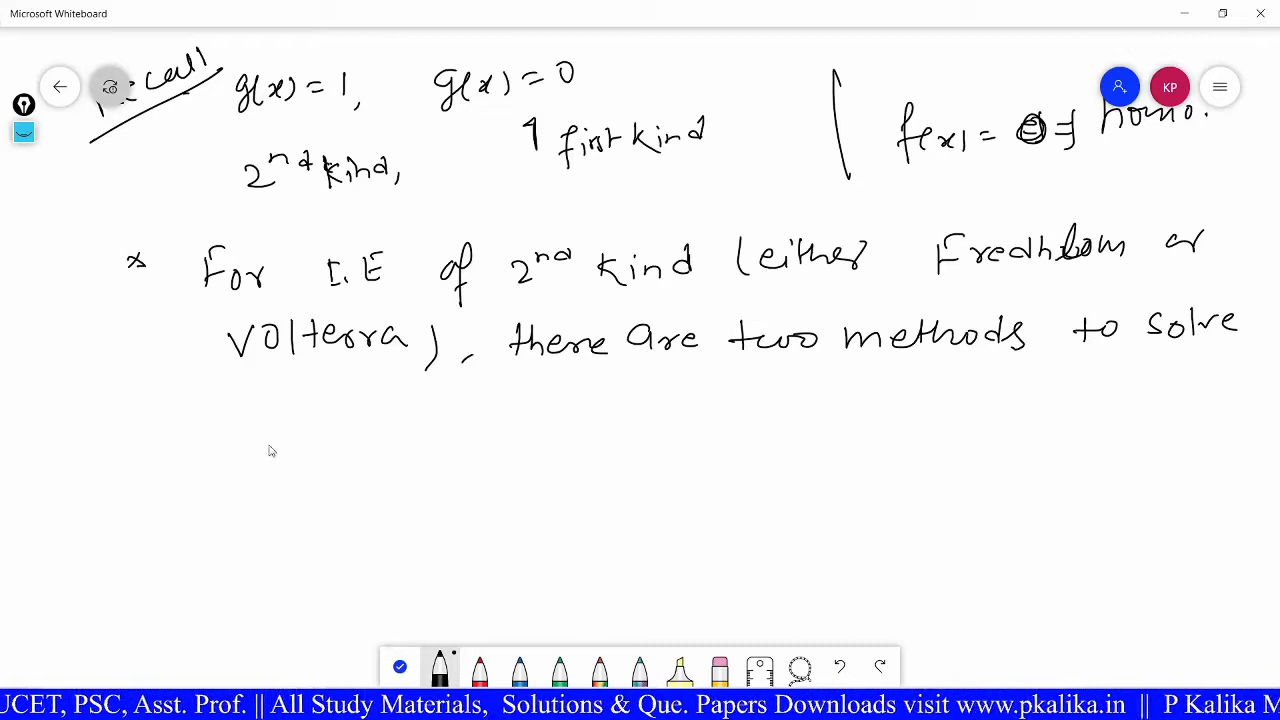 Microsoft Whiteboard
Recall g(x) = 1, g(x) = 0
KP
f(x) = 0 homo.
1 first kind
2nd kind,
* For I.E of 2nd kind (either Fredhlom or
Volterra), there are two methods to solve
UCET, PSC, Asst. Prof. || All Study Materials, Solutions & Que. Papers Downloads visit www.pkalika.in || P Kalika M